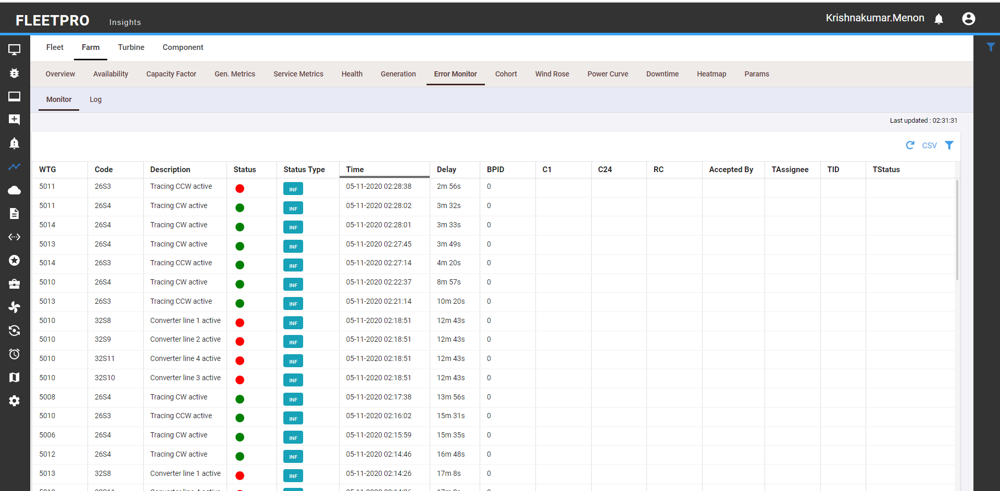 FLEETPRO Insights Krishnakumar.Menon
Fleet Farm Turbine Component
Overview Availability Capacity Factor Gen. Metrics Service Metrics Health Generation Error Monitor Cohort Wind Rose Power Curve Downtime Heatmap Params
Monitor Log
Last updated : 02:31:31
CSV
WTG Code Description Status Status Type Time Delay BPID C1 C24 RC Accepted By TAssignee TID TStatus
5011 26S3 Tracing CCW active INF 05-11-2020 02:28:38 2m 56s 0
5011 26S4 Tracing CW active INF 05-11-2020 02:28:02 3m 32s 0
5014 26S4 Tracing CW active INF 05-11-2020 02:28:01 3m 33s 0
5013 26S4 Tracing CW active INF 05-11-2020 02:27:45 3m 49s 0
5014 26S3 Tracing CCW active INF 05-11-2020 02:27:14 4m 20s 0
5010 26S4 Tracing CW active INF 05-11-2020 02:22:37 8m 57s 0
5013 26S3 Tracing CCW active INF 05-11-2020 02:21:14 10m 20s 0
5010 32S8 Converter line 1 active INF 05-11-2020 02:18:51 12m 43s 0
5010 32S9 Converter line 2 active INF 05-11-2020 02:18:51 12m 43s 0
5010 32S11 Converter line 4 active INF 05-11-2020 02:18:51 12m 43s 0
5010 32S10 Converter line 3 active INF 05-11-2020 02:18:51 12m 43s 0
5008 26S4 Tracing CW active INF 05-11-2020 02:17:38 13m 56s 0
5010 26S3 Tracing CCW active INF 05-11-2020 02:16:02 15m 31s 0
5006 26S4 Tracing CW active INF 05-11-2020 02:15:59 15m 35s 0
5012 26S4 Tracing CW active INF 05-11-2020 02:14:46 16m 48s 0
5013 32S8 Converter line 1 active INF 05-11-2020 02:14:26 17m 8s 0